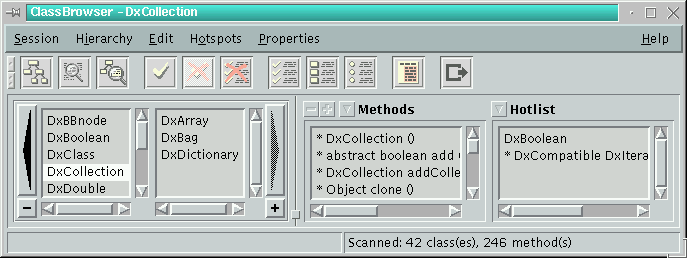 ClassBrowser - DxCollection
Session Hierarchy Edit Hotspots Properties Help
Methods
Hotlist
DxBBnode
DxBoolean
DxClass
DxCollection
DxDouble
DxArray
DxBag
DxDictionary
* DxCollection ()
* abstract boolean add
* DxCollection addColle
* Object clone ()
DxBoolean
* DxCompatible DxItera
Scanned: 42 class(es), 246 method(s)